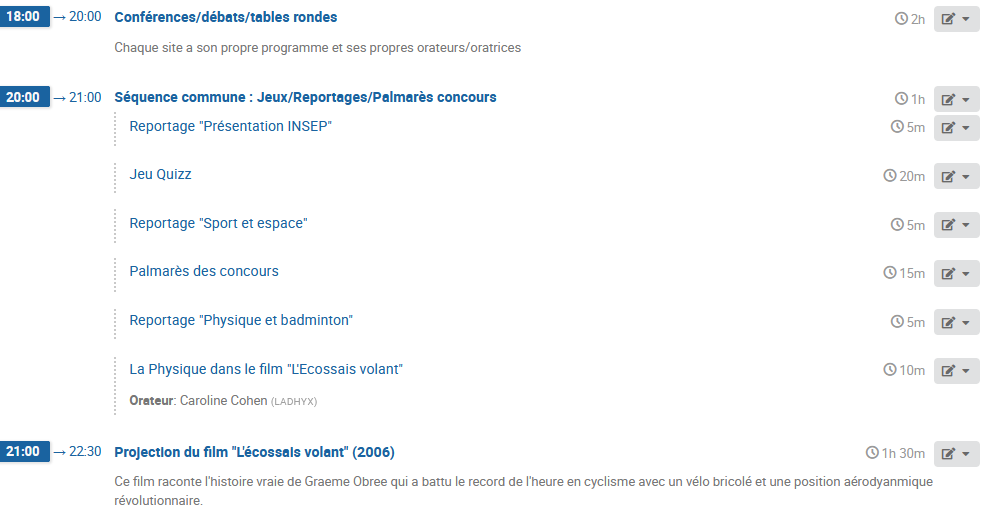 18:00 → 20:00 Conférences/débats/tables rondes 2h
Chaque site a son propre programme et ses propres orateurs/oratrices
20:00 → 21:00 Séquence commune : Jeux/Reportages/Palmarès concours 1h
Reportage "Présentation INSEP" 5m
Jeu Quizz 20m
Reportage "Sport et espace" 5m
Palmarès des concours 15m
Reportage "Physique et badminton" 5m
La Physique dans le film "L'Ecossais volant" 10m
Orateur: Caroline Cohen (LADHYX)
21:00 → 22:30 Projection du film "L'écossais volant" (2006) 1h 30m
Ce film raconte l'histoire vraie de Graeme Obree qui a battu le record de l'heure en cyclisme avec un vélo bricolé et une position aérodyanmique
révolutionnaire.